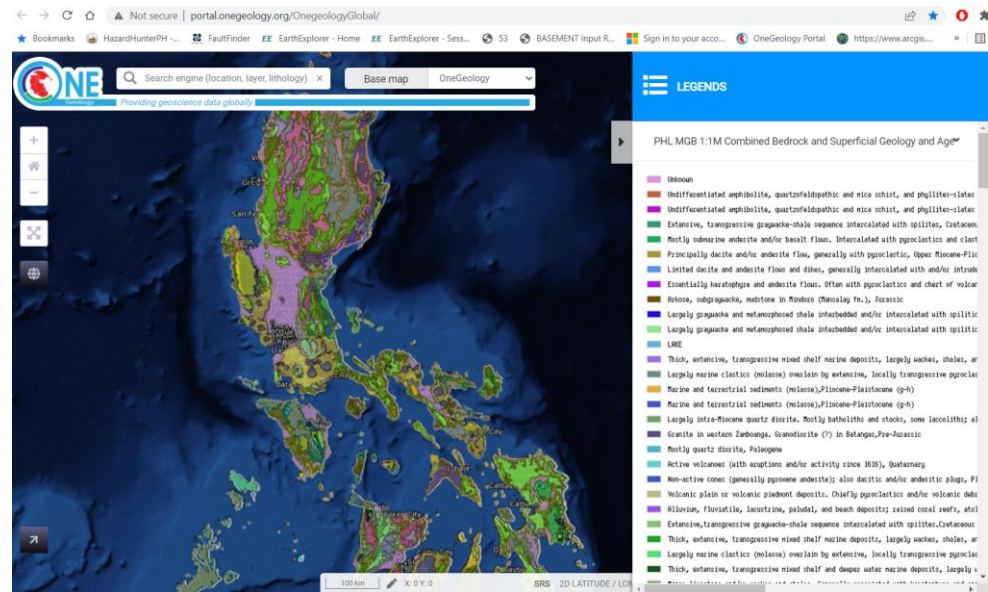 Not secure | portal.onegeology.org/OnegeologyGlobal/
Bookmarks HazardHunterPH -... FaultFinder EE EarthExplorer - Home EE EarthExplorer - Sess... 53 BASEMENT Input R... Sign in to your acco... OneGeology Portal https://www.arcgis.... »
ONE
Geology
Search engine (location, layer, lithology) ×
Base map OneGeology
Providing geoscience data globally
LEGENDS
PHL MGB 1:1M Combined Bedrock and Superficial Geology and Age
Unknown
Undifferentiated amphibolite, quartzofeldspathic and mica schist, and phyllites-slates
Undifferentiated amphibolite, quartzofeldspathic and mica schist, and phyllites-slates
Extensive, transgressive graywacke-shale sequence intercalated with spilites, Cretaceou
Mostly submarine andesite and/or basalt flows. Intercalated with pyroclastics and clast
Principally dacite and/or andesite flow, generally with pyroclastic, Upper Miocene-Plic
Limited dacite and andesite flows and dikes, generally intercalated with and/or intrude
Essentially keratophyre and andesite flows. Often with pyroclastics and chert of volcar
Arkose, subgraywacke, mudstone in Mindoro (Mansalay fm.), Jurassic
Largely graywacke and metamorphosed shale interbedded and/or intercalated with spilitic
Largely graywacke and metamorphosed shale interbedded and/or intercalated with spilitic
LAKE
Thick, extensive, transgressive mixed shelf marine deposits, largely wackes, shales, an
Largely marine clastics (molasse) overlain by extensive, locally transgressive pyroclas
Marine and terrestrial sediments (molasse),Pliocene-Pleistocene (g-h)
Marine and terrestrial sediments (molasse),Pliocene-Pleistocene (g-h)
Largely intra-Miocene quartz diorite. Mostly batholiths and stocks, some laccoliths; al
Granite in western Zamboanga. Granodiorite (?) in Batangas,Pre-Jurassic
Mostly quartz diorite, Paleogene
Active volcanoes (with eruptions and/or activity since 1616), Quaternary
Non-active cones (generally pyroxene andesite); also dacitic and/or andesitic plugs, Pl
Volcanic plain or volcanic piedmont deposits. Chiefly pyroclastics and/or volcanic debr
Alluvium, fluviatile, lacustrine, paludal, and beach deposits; raised coral reefs, atol
Extensive,transgressive graywacke-shale sequence intercalated with spilites.Cretaceous
Thick, extensive, transgressive mixed shelf marine deposits, largely wackes, shales, an
Largely marine clastics (molasse) overlain by extensive, locally transgressive pyroclas
Thick, extensive, transgressive mixed shelf and deeper water marine deposits, largely w
San Fe
City
100 km X: 0 Y: 0 SRS 2D LATITUDE / LON